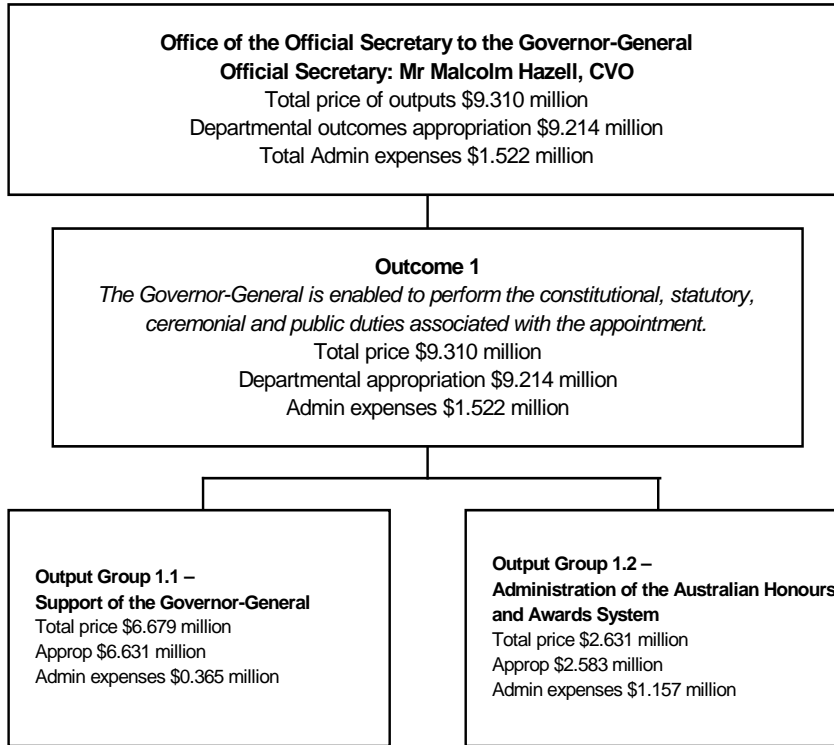 Office of the Official Secretary to the Governor-General
Official Secretary: Mr Malcolm Hazell, CVO
Total price of outputs $9.310 million
Departmental outcomes appropriation $9.214 million
Total Admin expenses $1.522 million
Outcome 1
The Governor-General is enabled to perform the constitutional, statutory,
ceremonial and public duties associated with the appointment.
Total price $9.310 million
Departmental appropriation $9.214 million
Admin expenses $1.522 million
Output Group 1.1 –
Support of the Governor-General
Total price $6.679 million
Approp $6.631 million
Admin expenses $0.365 million
Output Group 1.2 –
Administration of the Australian Honours
and Awards System
Total price $2.631 million
Approp $2.583 million
Admin expenses $1.157 million